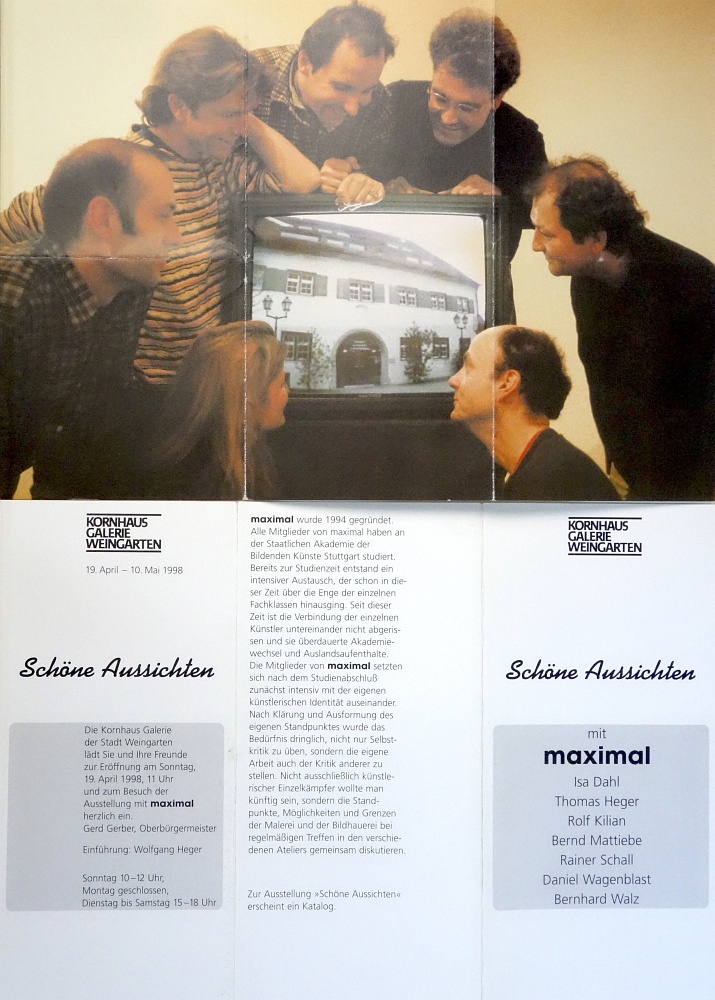 KORNHAUS
GALERIE
WEINGARTEN
19. April – 10. Mai 1998
Schöne Aussichten
Die Kornhaus Galerie
der Stadt Weingarten
lädt Sie und Ihre Freunde
zur Eröffnung am Sonntag,
19. April 1998, 11 Uhr
und zum Besuch der
Ausstellung mit maximal
herzlich ein.
Gerd Gerber, Oberbürgermeister
Einführung: Wolfgang Heger
Sonntag 10–12 Uhr,
Montag geschlossen,
Dienstag bis Samstag 15–18 Uhr
maximal wurde 1994 gegründet.
Alle Mitglieder von maximal haben an
der Staatlichen Akademie der
Bildenden Künste Stuttgart studiert.
Bereits zur Studienzeit entstand ein
intensiver Austausch, der schon in die-
ser Zeit über die Enge der einzelnen
Fachklassen hinausging. Seit dieser
Zeit ist die Verbindung der einzelnen
Künstler untereinander nicht abgeris-
sen und sie überdauerte Akademie-
wechsel und Auslandsaufenthalte.
Die Mitglieder von maximal setzten
sich nach dem Studienabschluß
zunächst intensiv mit der eigenen
künstlerischen Identität auseinander.
Nach Klärung und Ausformung des
eigenen Standpunktes wurde das
Bedürfnis dringlich, nicht nur Selbst-
kritik zu üben, sondern die eigene
Arbeit auch der Kritik anderer zu
stellen. Nicht ausschließlich künstle-
rischer Einzelkämpfer wollte man
künftig sein, sondern die Stand-
punkte, Möglichkeiten und Grenzen
der Malerei und der Bildhauerei bei
regelmäßigen Treffen in den verschie-
denen Ateliers gemeinsam diskutieren.
Zur Ausstellung »Schöne Aussichten«
erscheint ein Katalog.
KORNHAUS
GALERIE
WEINGARTEN
Schöne Aussichten
mit
maximal
Isa Dahl
Thomas Heger
Rolf Kilian
Bernd Mattiebe
Rainer Schall
Daniel Wagenblast
Bernhard Walz